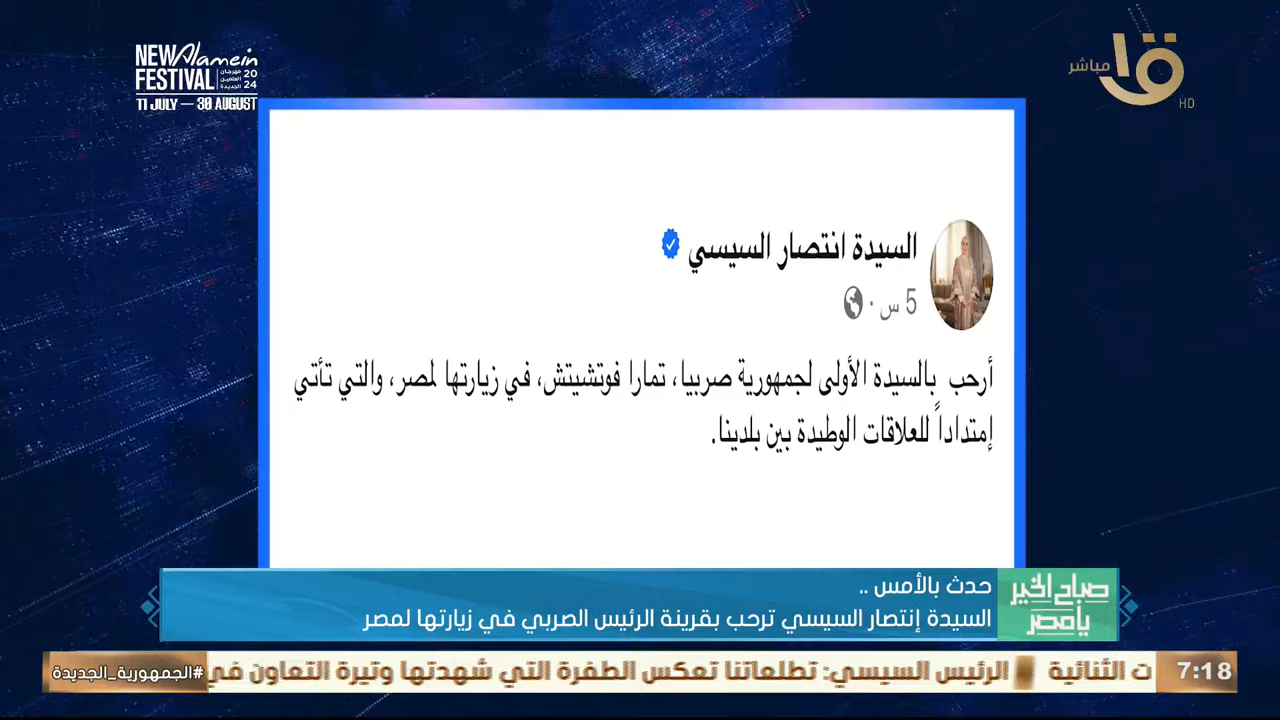 NEW Alamein
FESTIVAL
مهرجان
العلمين
الجديدة
2024
11 JULY — 30 AUGUST
مباشر
HD
السيدة انتصار السيسي
5 س ·
أرحب بالسيدة الأولى لجمهورية صربيا، تمارا فوتشيتش، في زيارتها لمصر، والتي تأتي
إمتداداً للعلاقات الوطيدة بين بلدينا.
صباح الخير
يا مصر
حدث بالأمس ..
السيدة إنتصار السيسي ترحب بقرينة الرئيس الصربي في زيارتها لمصر
7:18
ت الثنائية الرئيس السيسي: تطلعاتنا تعكس الطفرة التي شهدتها وتيرة التعاون في
#الجمهورية_الجديدة